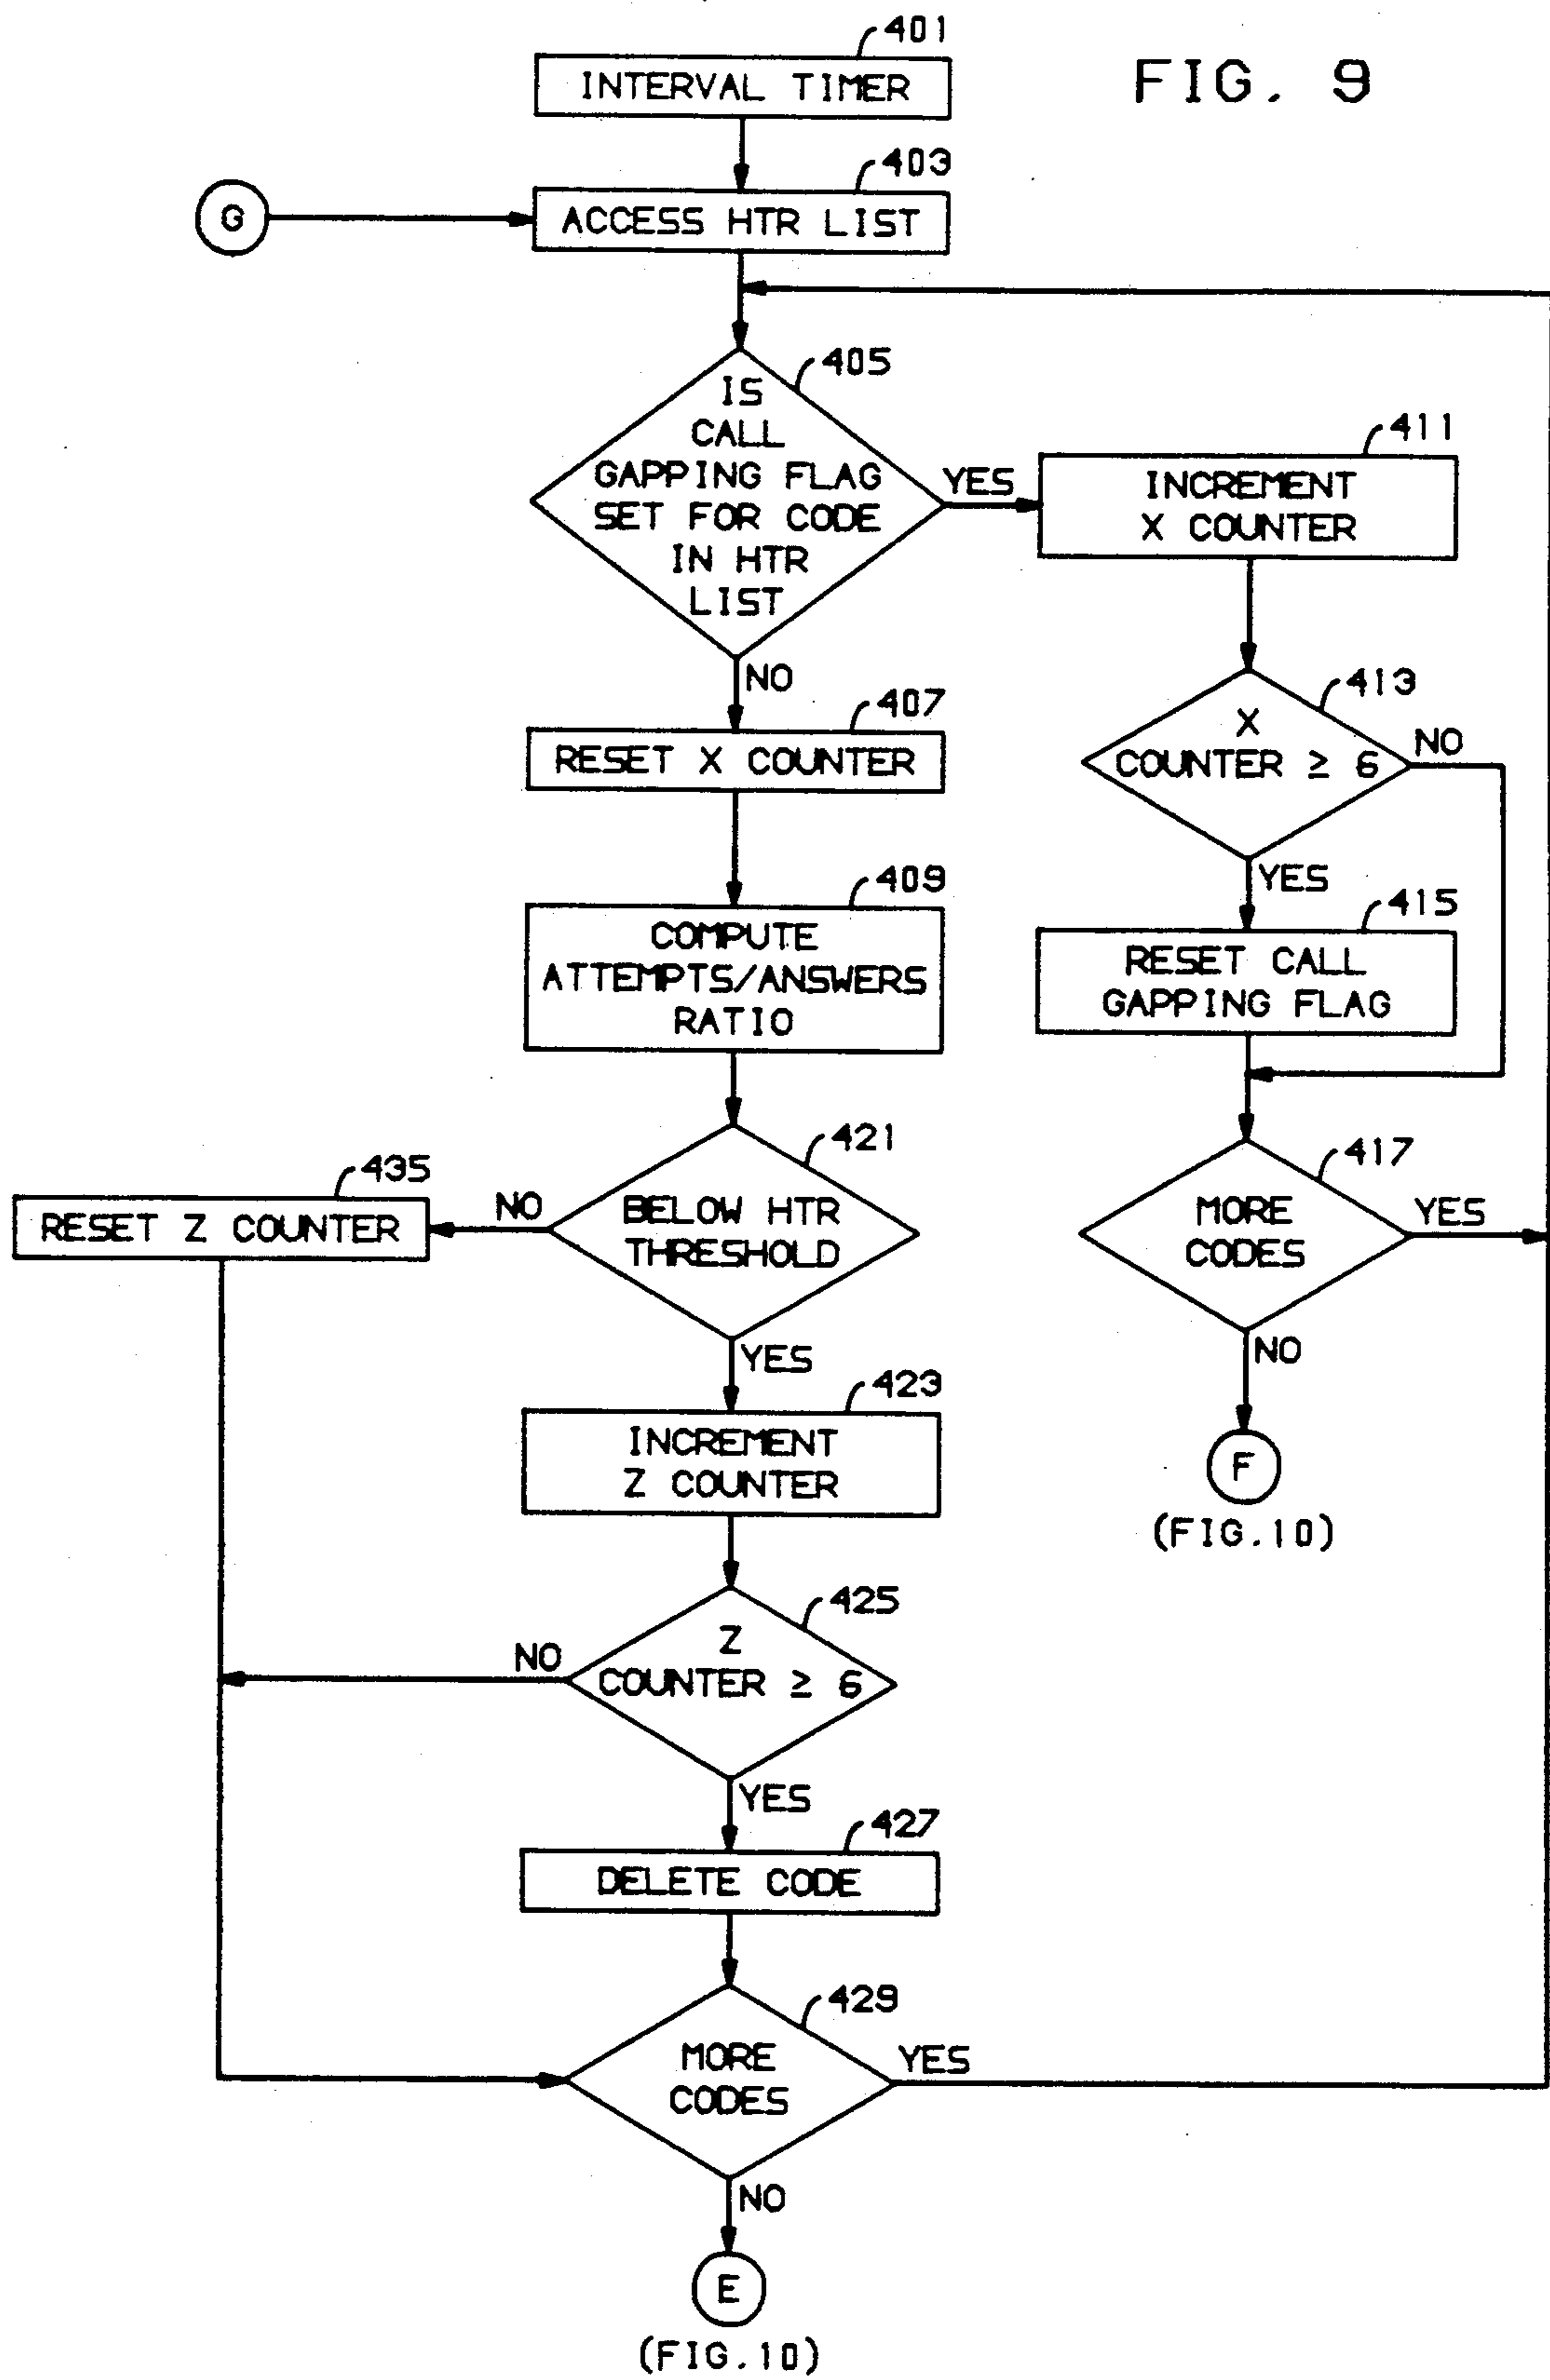 401
INTERVAL TIMER
FIG. 9
403
G
ACCESS HTR LIST
405
IS
CALL
GAPPING FLAG
SET FOR CODE
IN HTR
LIST
YES
411
INCREMENT
X COUNTER
NO
407
RESET X COUNTER
413
X
COUNTER ≥ 6
NO
YES
409
COMPUTE
ATTEMPTS/ANSWERS
RATIO
415
RESET CALL
GAPPING FLAG
421
BELOW HTR
THRESHOLD
NO
435
RESET Z COUNTER
417
MORE
CODES
YES
NO
F
(FIG.10)
YES
423
INCREMENT
Z COUNTER
425
Z
COUNTER ≥ 6
NO
YES
427
DELETE CODE
429
MORE
CODES
YES
NO
E
(FIG.10)